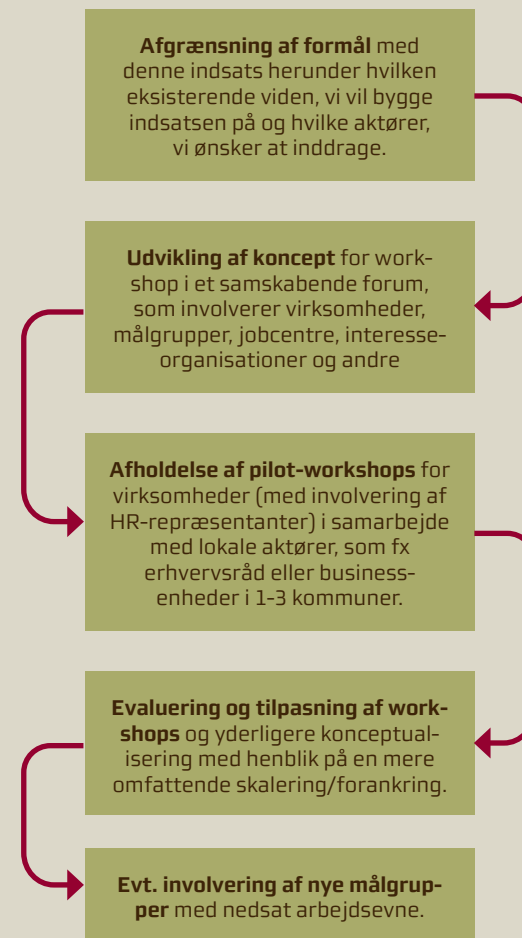 Afgrænsning af formål med
denne indsats herunder hvilken
eksisterende viden, vi vil bygge
indsatsen på og hvilke aktører,
vi ønsker at inddrage.
Udvikling af koncept for work-
shop i et samskabende forum,
som involverer virksomheder,
målgrupper, jobcentre, interesse-
organisationer og andre
Afholdelse af pilot-workshops for
virksomheder (med involvering af
HR-repræsentanter) i samarbejde
med lokale aktører, som fx
erhvervsråd eller business-
enheder i 1-3 kommuner.
Evaluering og tilpasning af work-
shops og yderligere konceptual-
isering med henblik på en mere
omfattende skalering/forankring.
Evt. involvering af nye målgrup-
per med nedsat arbejdsevne.